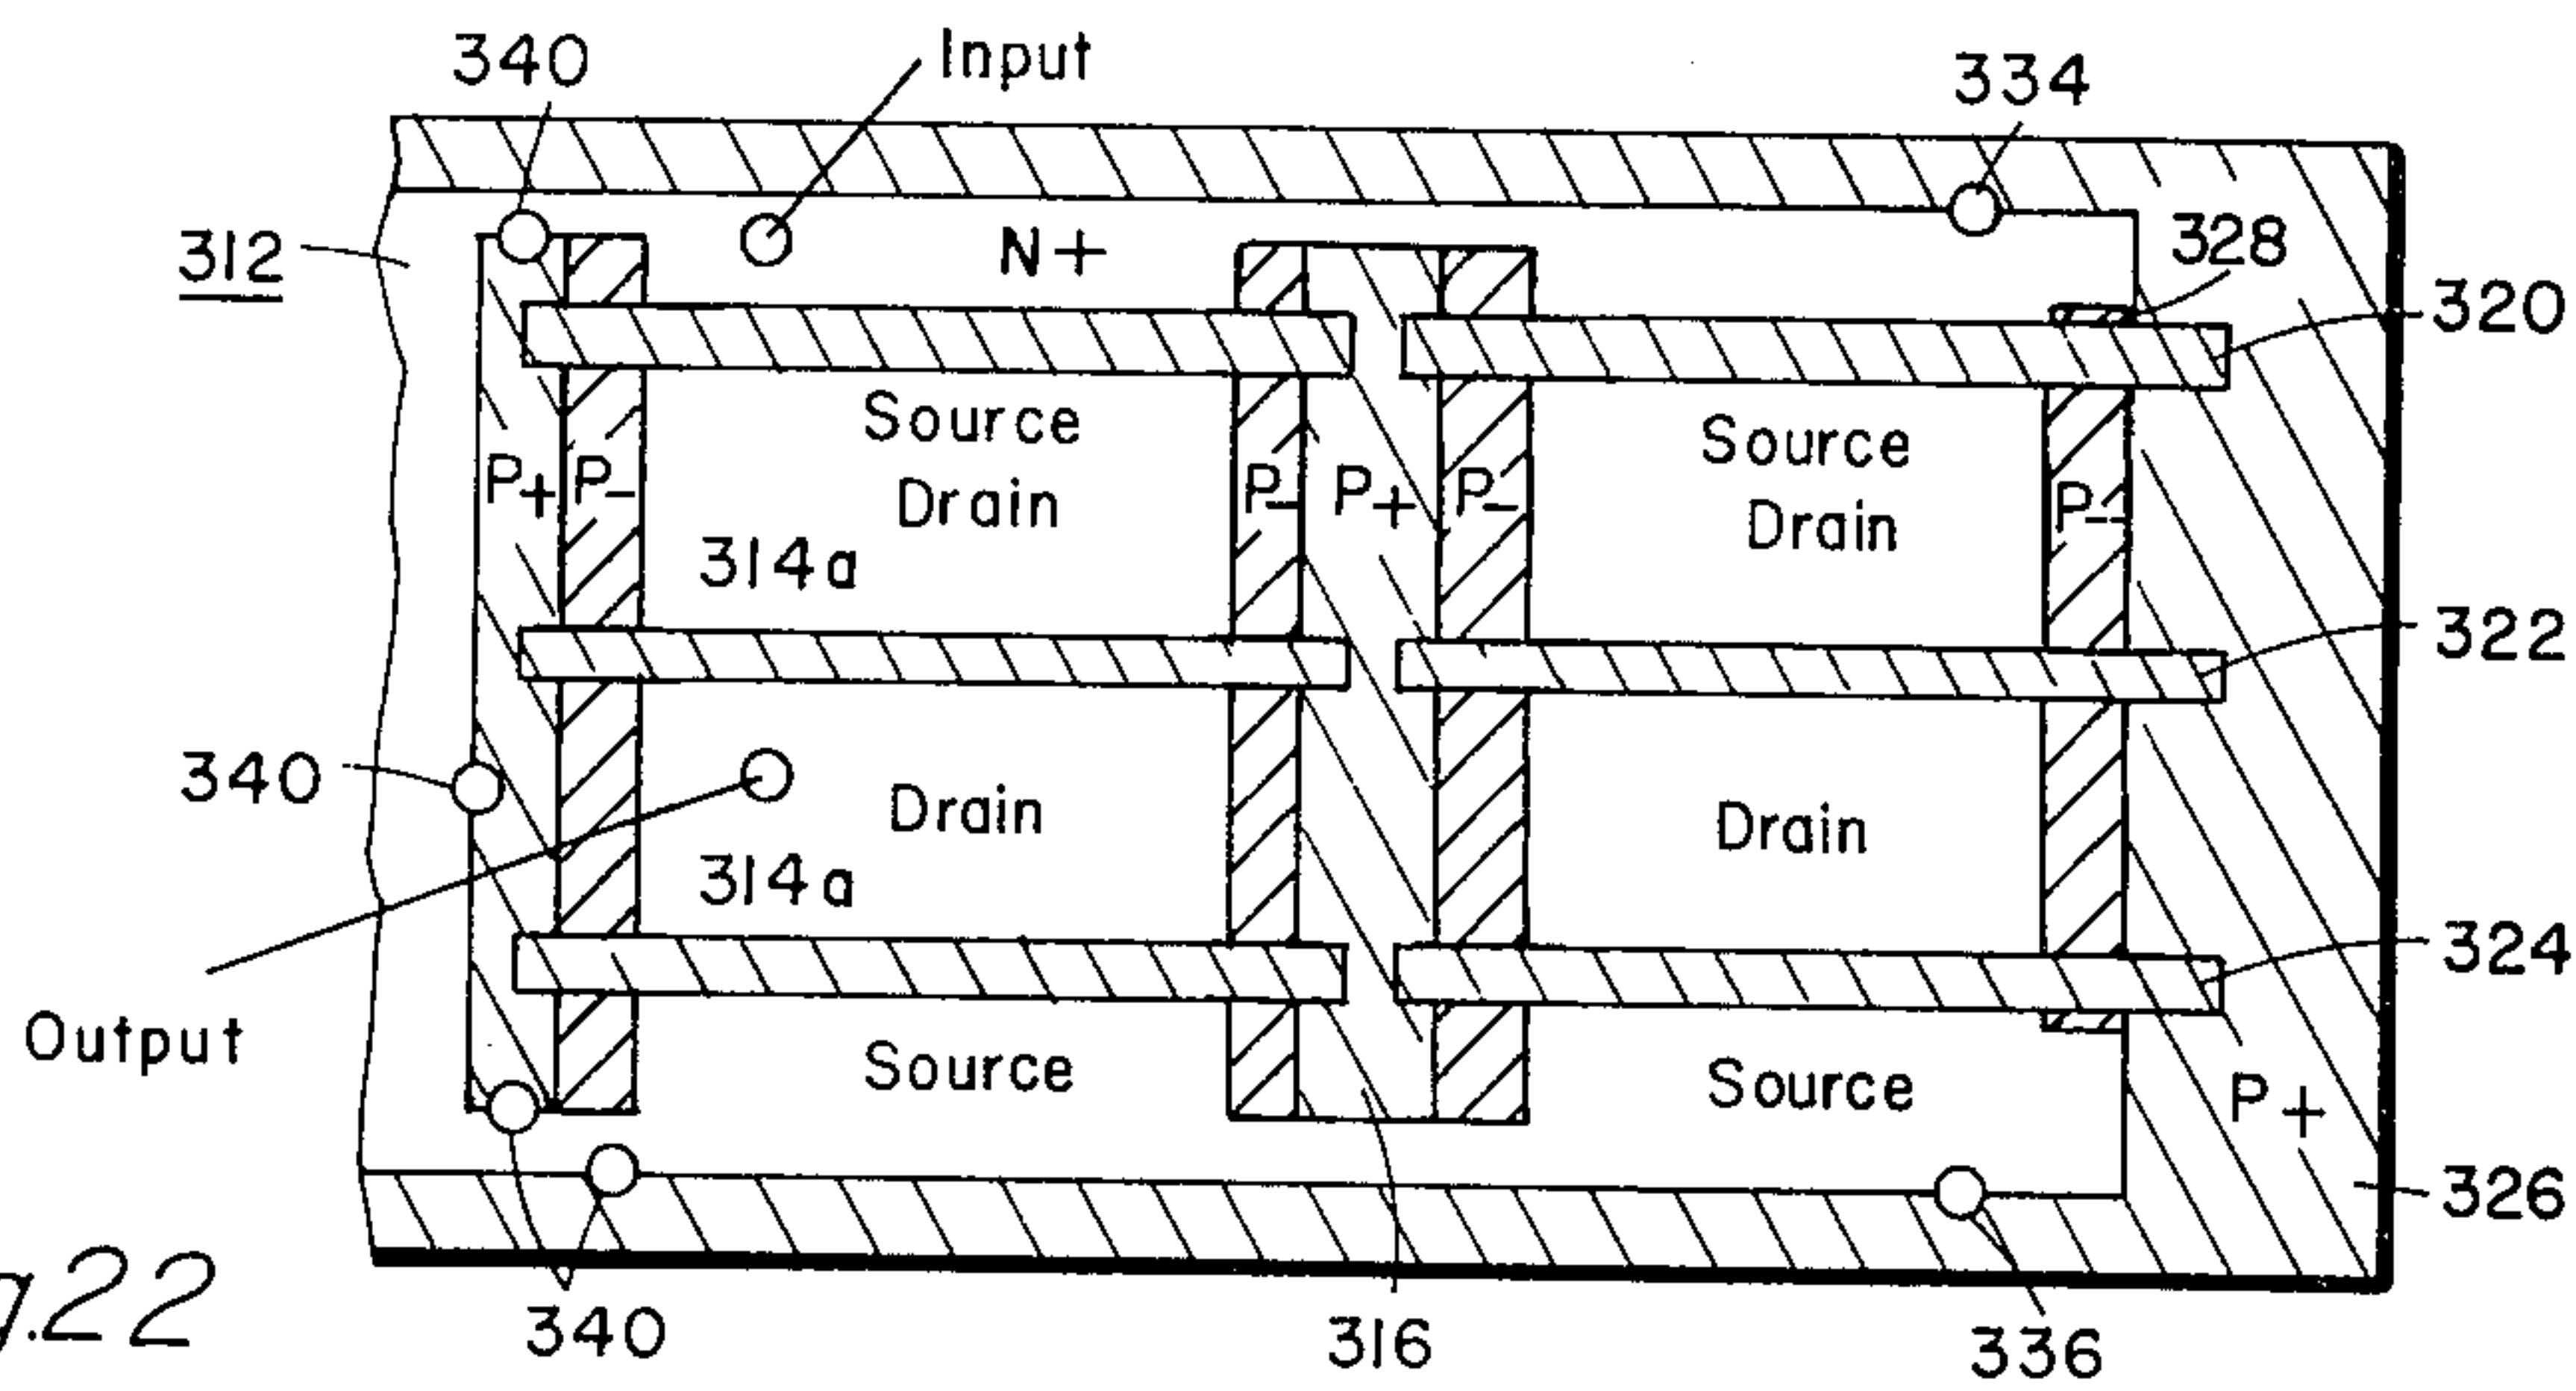 340
Input
334
312
N+
328
320
Source
Drain
Source
Drain
P+
P-
P-
P+
P-
P-
314a
322
340
Drain
Drain
314a
324
Output
Source
Source
P+
326
g.22
340
316
336